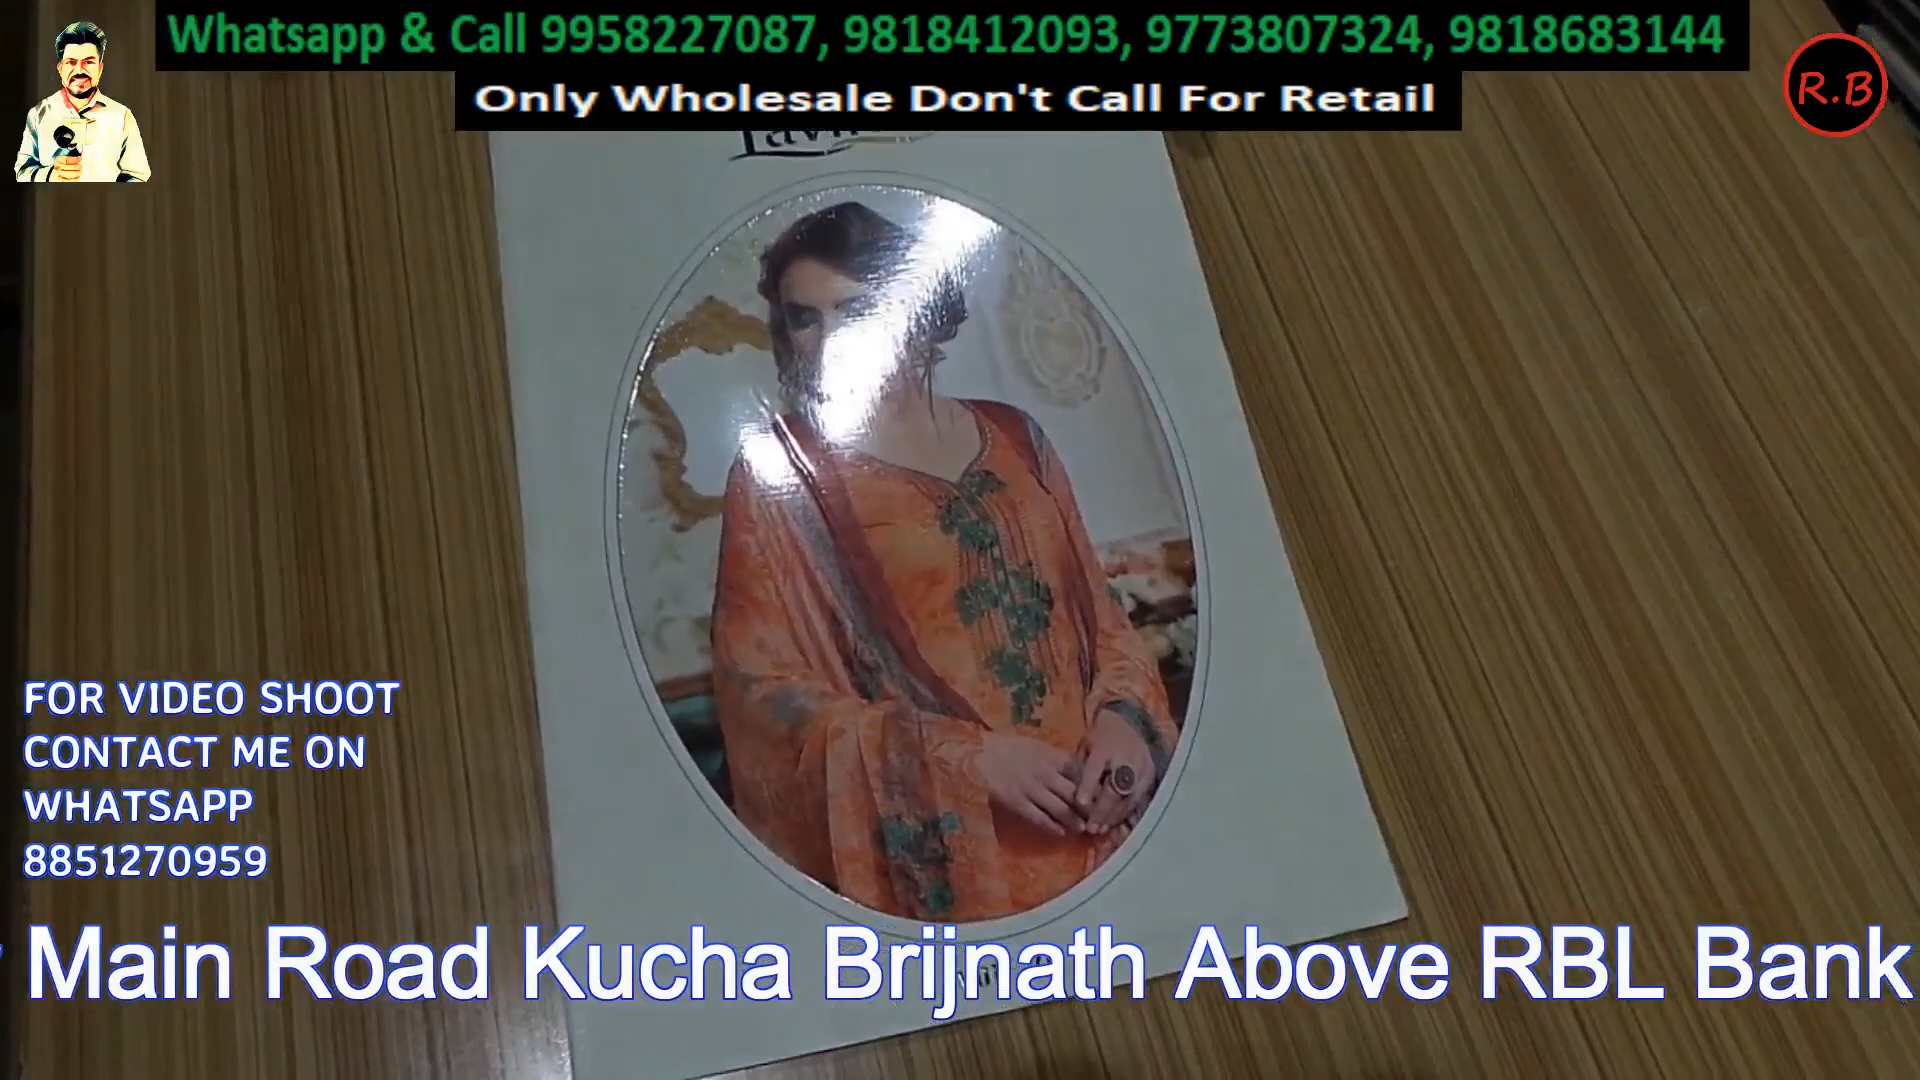 Whatsapp & Call 9958227087, 9818412093, 9773807324, 9818683144
Only Wholesale Don't Call For Retail
R.B
FOR VIDEO SHOOT
CONTACT ME ON
WHATSAPP
8851270959
Main Road Kucha Brijnath Above RBL Bank